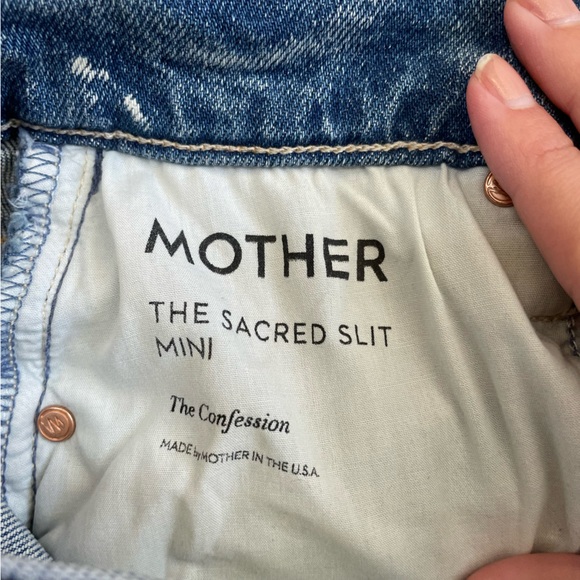 MOTHER
THE SACRED SLIT
MINI
The Confession
MADE by MOTHER IN THE U.S.A.